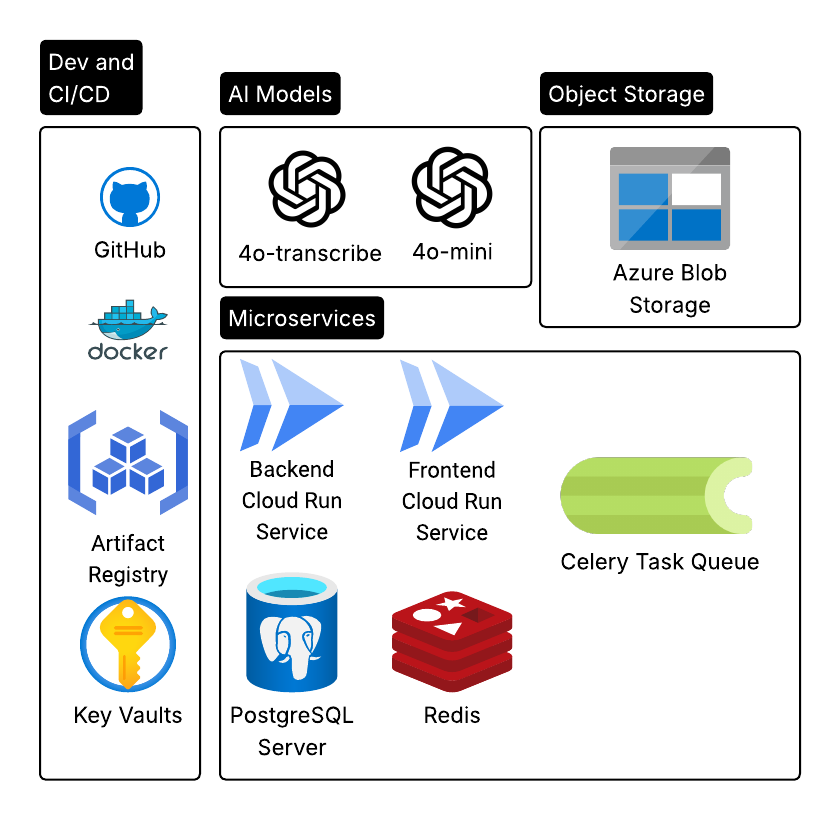 Dev and
CI/CD
AI Models
Object Storage
GitHub
docker
Artifact
Registry
Key Vaults
4o-transcribe
4o-mini
Azure Blob
Storage
Microservices
Backend
Cloud Run
Service
Frontend
Cloud Run
Service
Celery Task Queue
PostgreSQL
Server
Redis